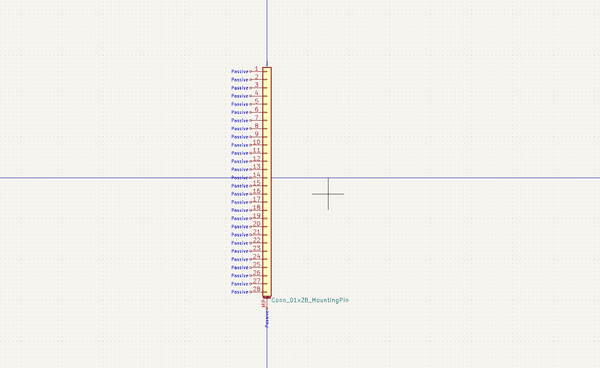 J
Passive 1
Passive 2
Passive 3
Passive 4
Passive 5
Passive 6
Passive 7
Passive 8
Passive 9
Passive 10
Passive 11
Passive 12
Passive 13
Passive 14
Passive 15
Passive 16
Passive 17
Passive 18
Passive 19
Passive 20
Passive 21
Passive 22
Passive 23
Passive 24
Passive 25
Passive 26
Passive 27
Passive 28
Conn_01x28_MountingPin
MP
Passive